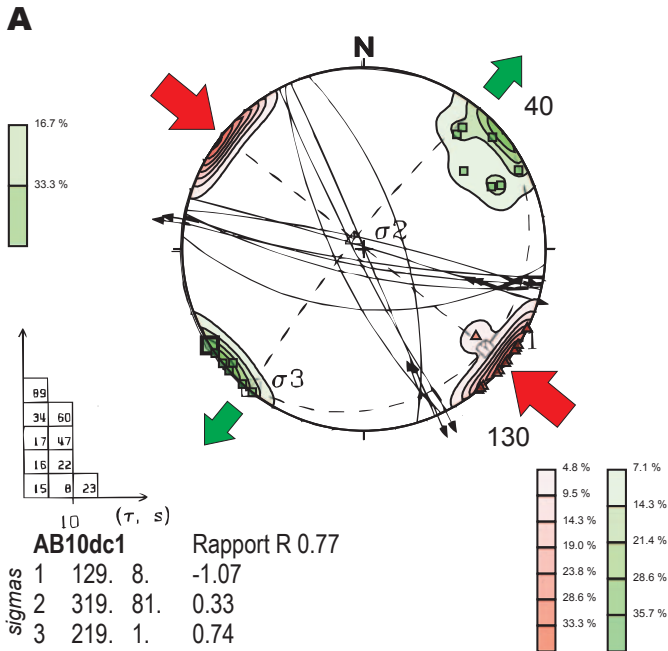 A
N
40
16.7 %
33.3 %
σ2
1
σ3
130
89
34 60
17 47
16 22
15 8 23
10 (τ, s)
4.8 %
9.5 %
14.3 %
19.0 %
23.8 %
28.6 %
33.3 %
7.1 %
14.3 %
21.4 %
28.6 %
35.7 %
AB10dc1 Rapport R 0.77
sigmas
1 129. 8. -1.07
2 319. 81. 0.33
3 219. 1. 0.74